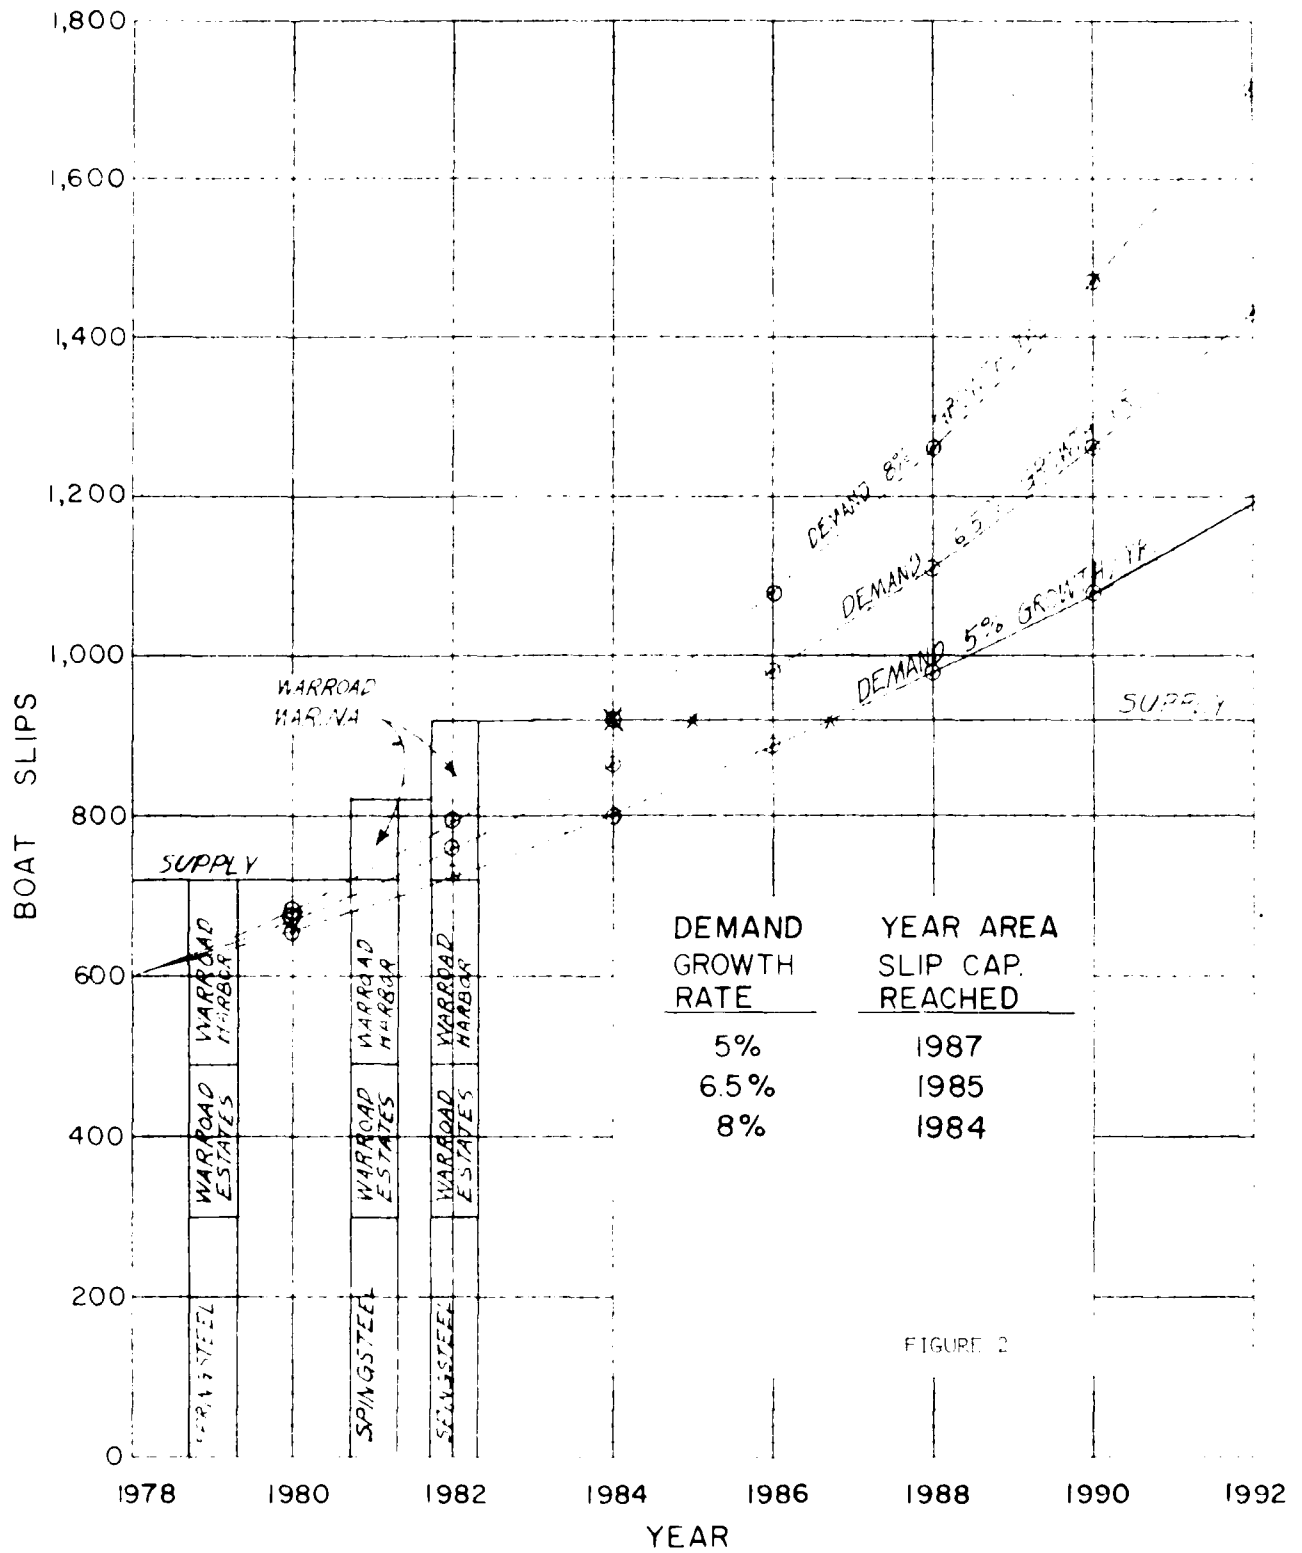 1,800
1,600
1,400
1,200
1,000
800
600
400
200
0
BOAT SLIPS
1978 1980 1982 1984 1986 1988 1990 1992
YEAR
SUPPLY
WARROAD
MARINA
SUPPLY
DEMAND 8%
DEMAND 6.5% GROWTH
DEMAND 5% GROWTH/YR.
WARROAD
HARBOR
WARROAD
ESTATES
WARROAD
HARBOR
WARROAD
ESTATES
SPINGSTEEL
WARROAD
HARBOR
WARROAD
ESTATES
DEMAND
GROWTH
RATE
YEAR AREA
SLIP CAP.
REACHED
5% 1987
6.5% 1985
8% 1984
FIGURE 2